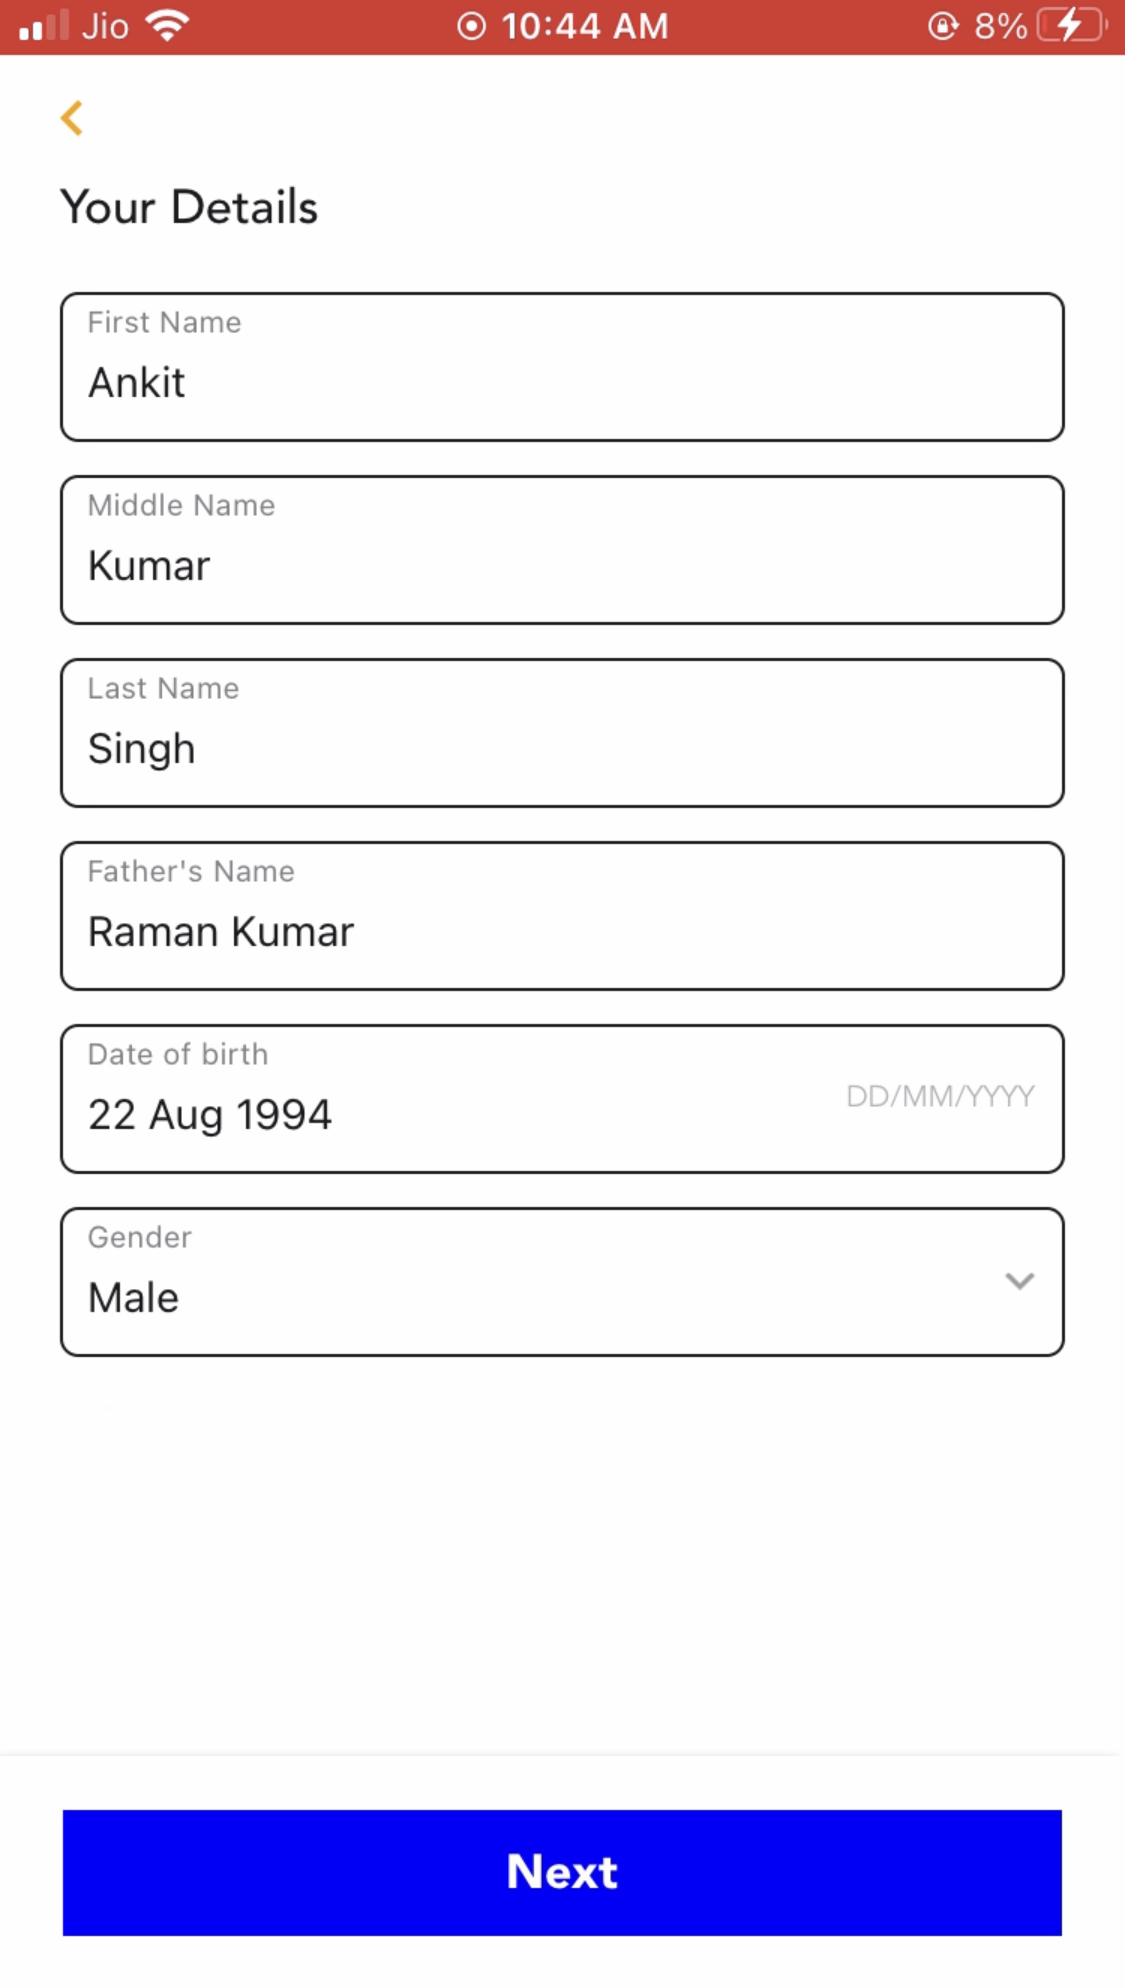 Jio 10:44 AM 8%
Your Details
First Name
Ankit
Middle Name
Kumar
Last Name
Singh
Father's Name
Raman Kumar
Date of birth
22 Aug 1994 DD/MM/YYYY
Gender
Male
Next